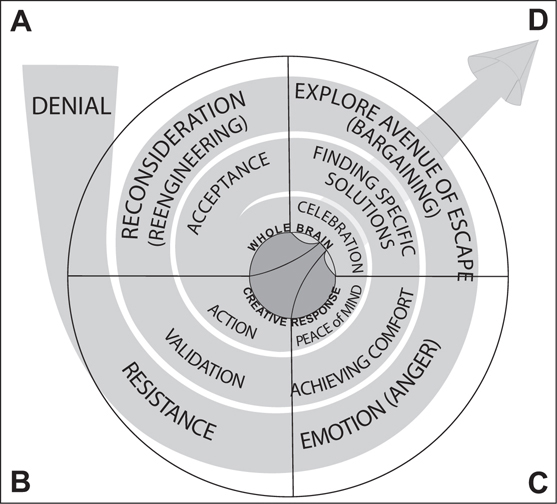 A
D
DENIAL
RECONSIDERATION
(REENGINEERING)
EXPLORE AVENUE OF ESCAPE
(BARGAINING)
ACCEPTANCE
FINDING SPECIFIC
SOLUTIONS
CELEBRATION
WHOLE BRAIN
CREATIVE RESPONSE
PEACE of MIND
ACTION
VALIDATION
ACHIEVING COMFORT
RESISTANCE
EMOTION (ANGER)
B
C